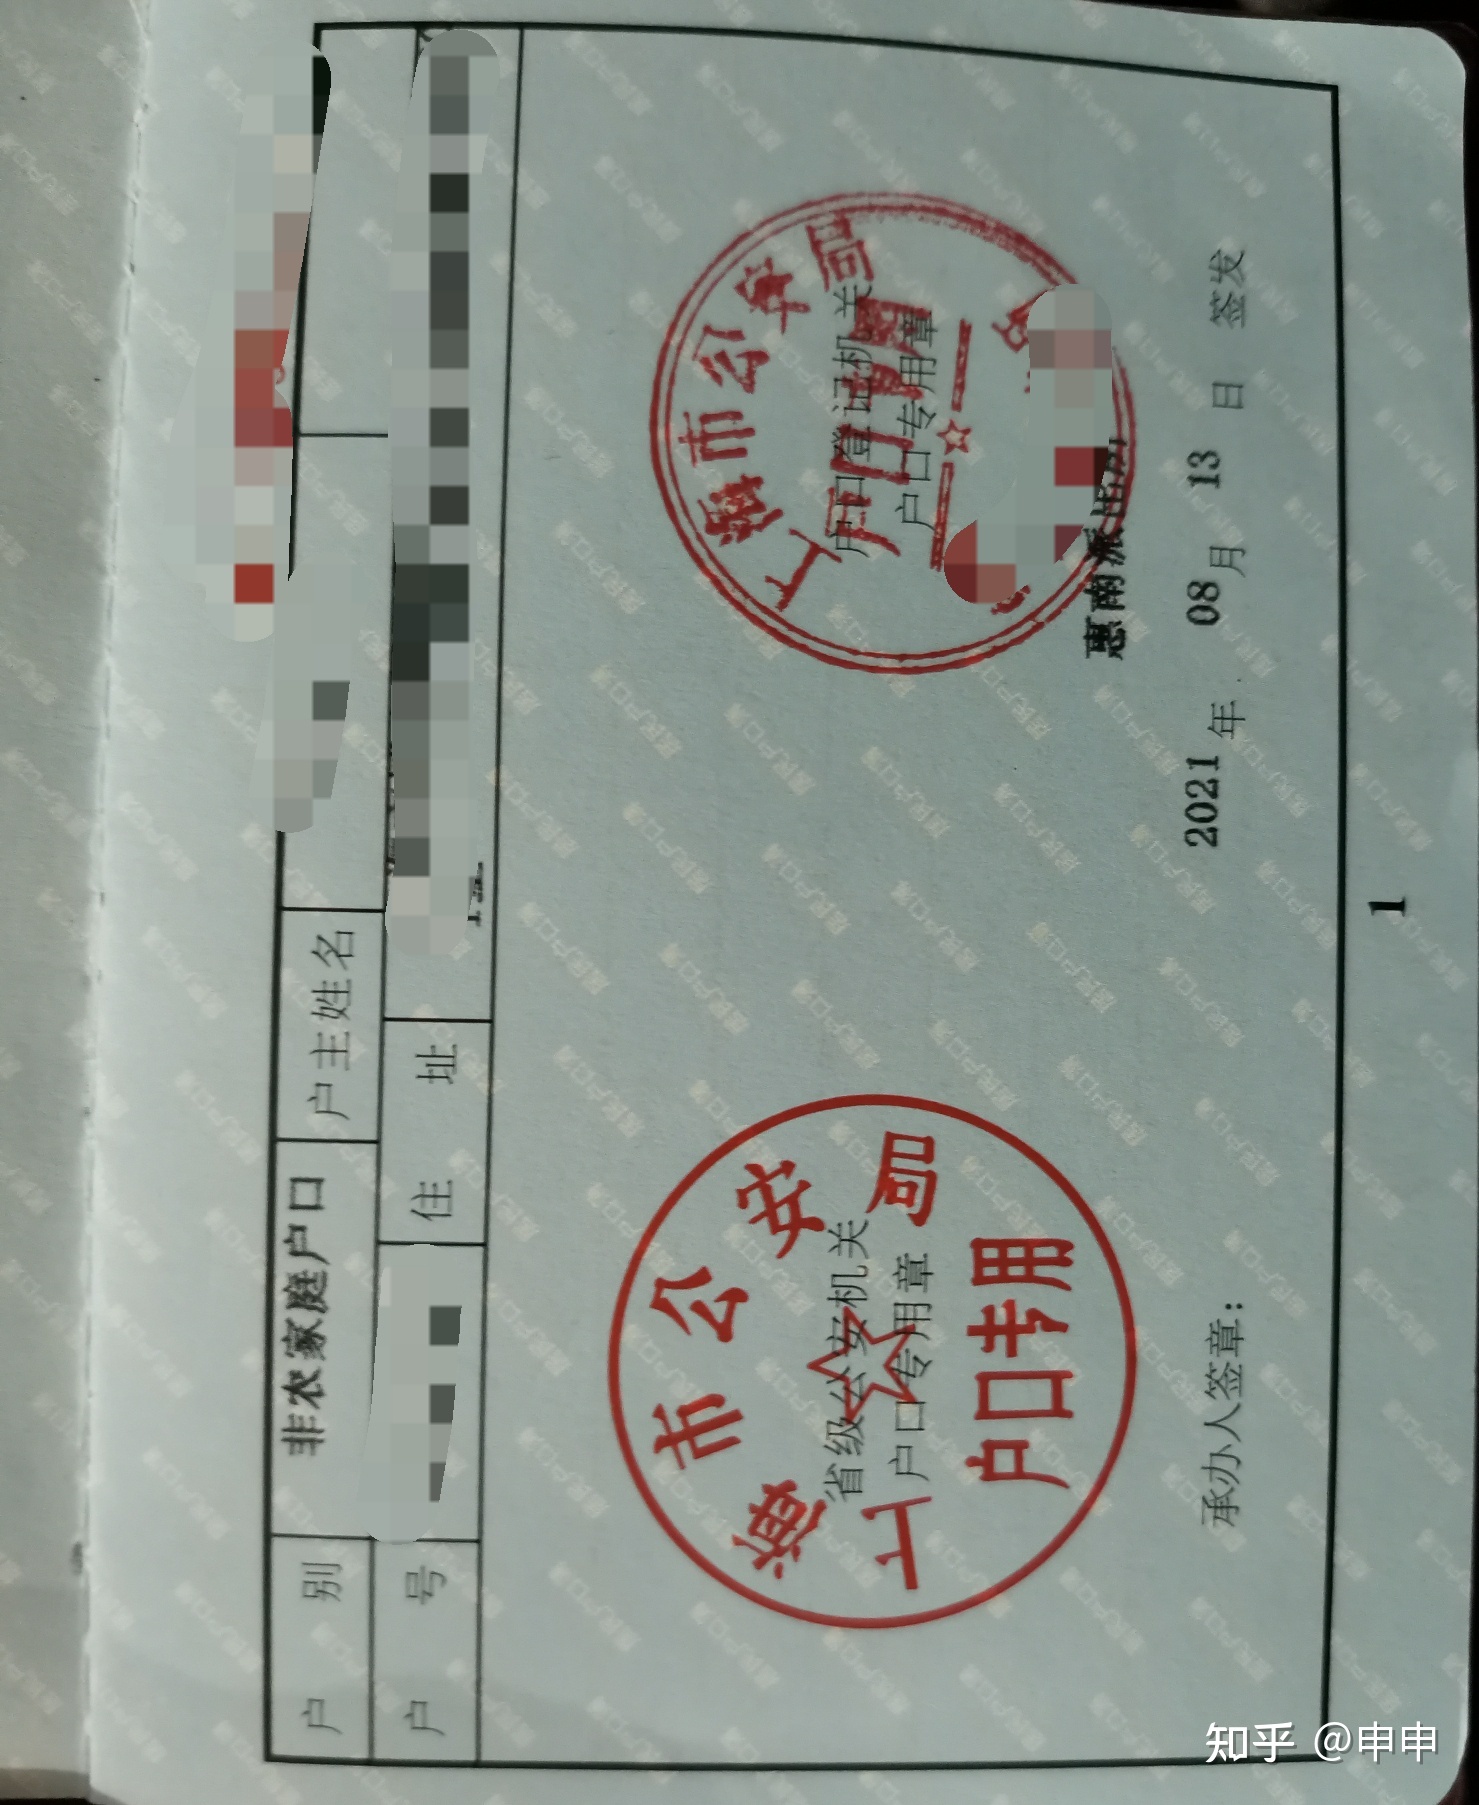 户 别
非农家庭户口
户主姓名
户 号
住 址
上海市公安局
户口专用
省级公安机关
户口专用章
上海市公安局
户口专用
户口登记机关
户口专用章
惠南派出所
承办人签章：
2021 年 08 月 13 日 签发
1
知乎 @申申